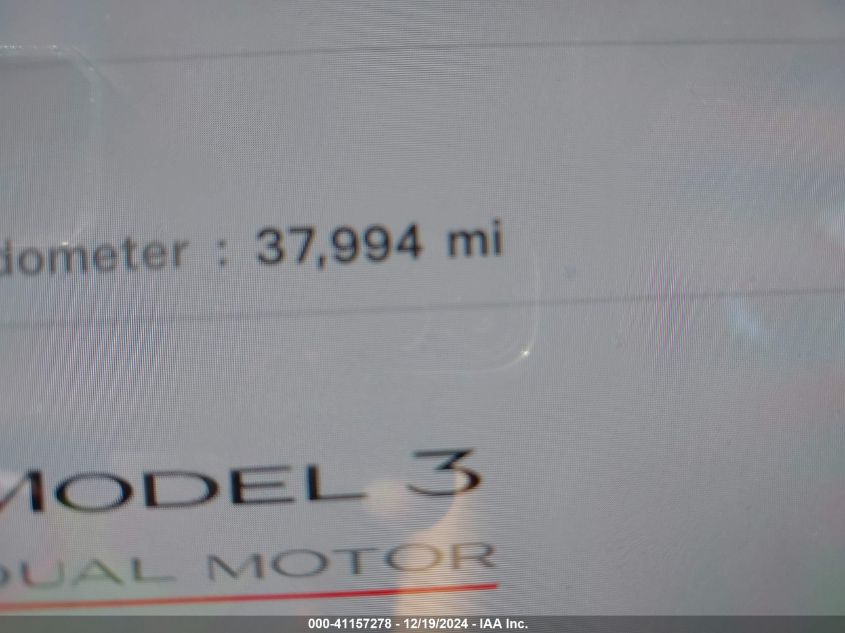 dometer : 37,994 mi
MODEL 3
DUAL MOTOR
000-41157278 - 12/19/2024 - IAA Inc.